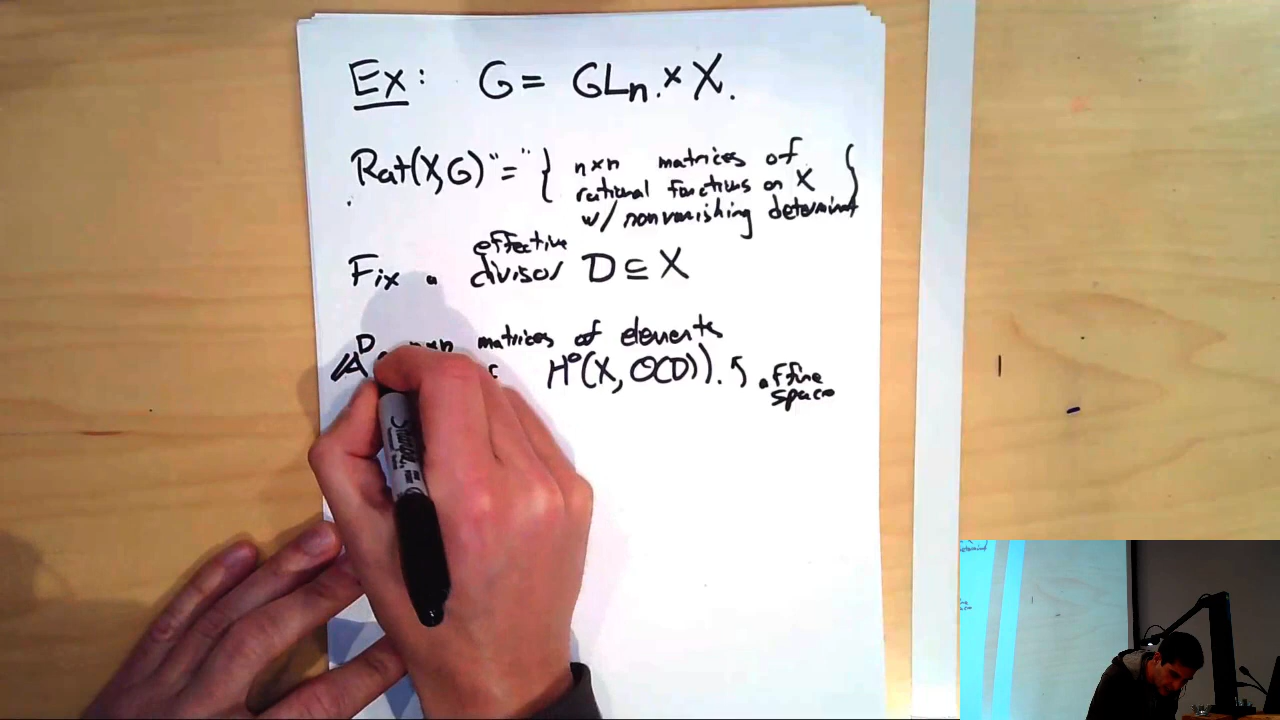 Ex: G = GLn × X.
Rat(X,G) "=" { n×n matrices of
rational functions on X
w/ nonvanishing determinant }
effective
Fix a divisor D ⊆ X
𝔸^D n×n matrices of elements
H⁰(X, O(D)). ↖ affine
space
Sharpie